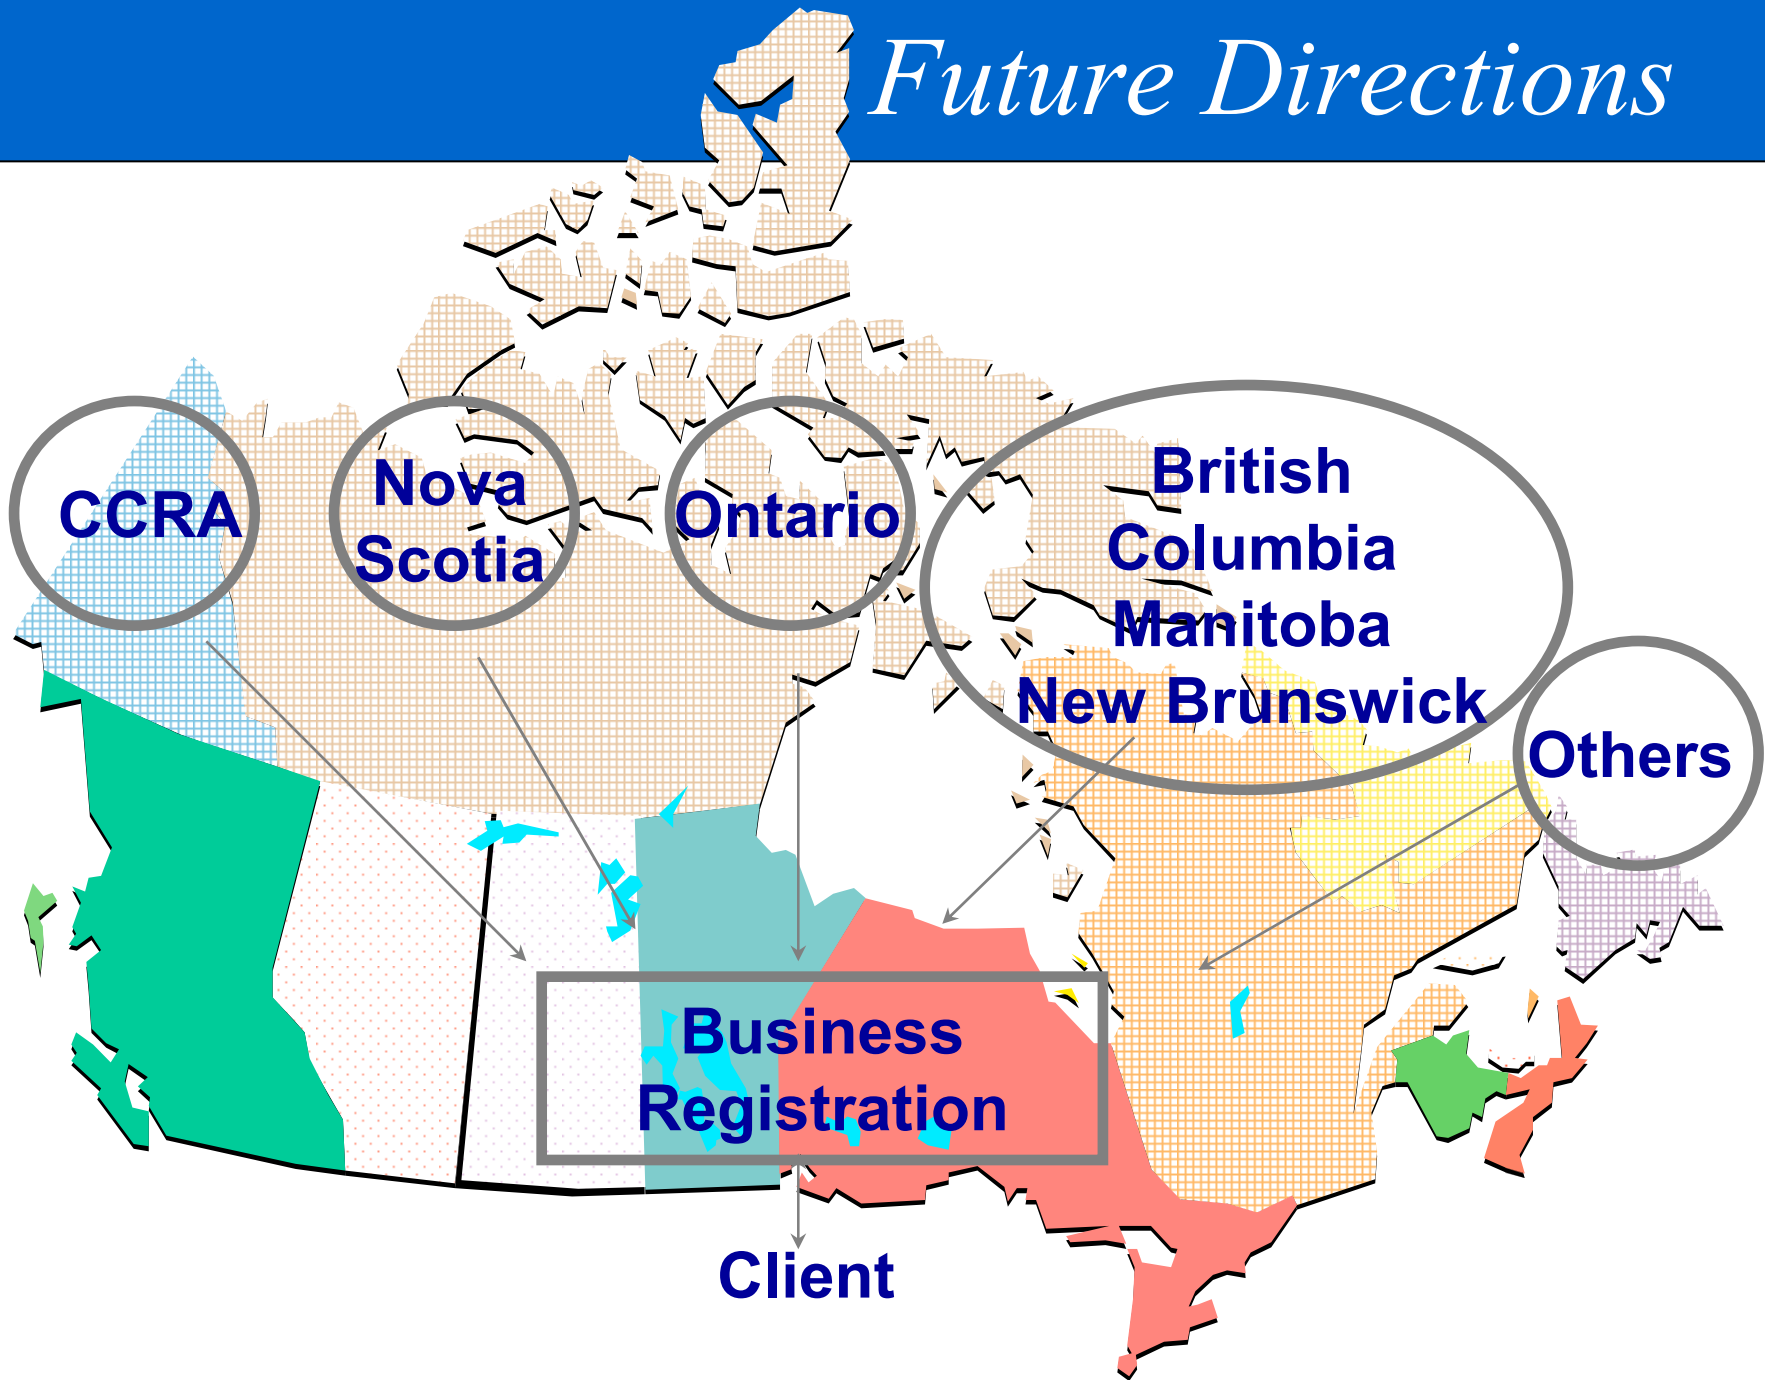 Future Directions
CCRA
Nova
Scotia
Ontario
British
Columbia
Manitoba
New Brunswick
Others
Business
Registration
Client